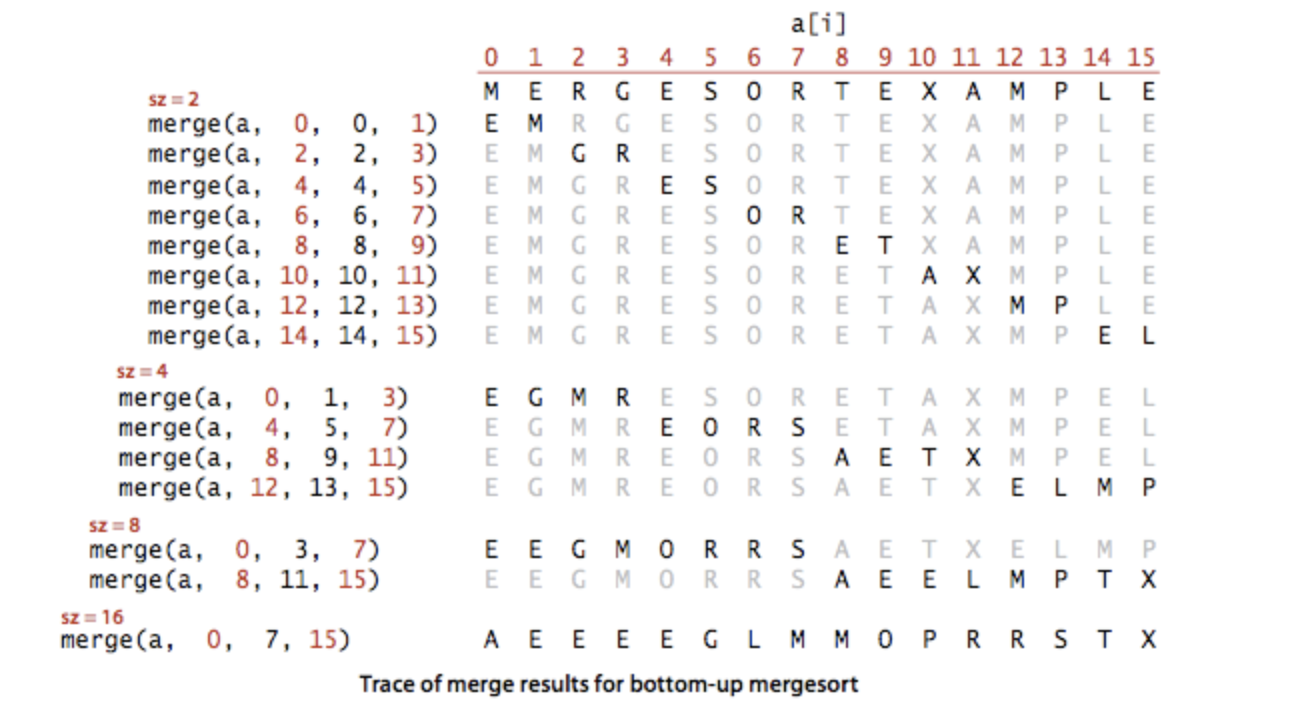 a[i]
0 1 2 3 4 5 6 7 8 9 10 11 12 13 14 15
M E R G E S O R T E X A M P L E
sz = 2
merge(a, 0, 0, 1) E M R G E S O R T E X A M P L E
merge(a, 2, 2, 3) E M G R E S O R T E X A M P L E
merge(a, 4, 4, 5) E M G R E S O R T E X A M P L E
merge(a, 6, 6, 7) E M G R E S O R T E X A M P L E
merge(a, 8, 8, 9) E M G R E S O R E T X A M P L E
merge(a, 10, 10, 11) E M G R E S O R E T A X M P L E
merge(a, 12, 12, 13) E M G R E S O R E T A X M P L E
merge(a, 14, 14, 15) E M G R E S O R E T A X M P E L
sz = 4
merge(a, 0, 1, 3) E G M R E S O R E T A X M P E L
merge(a, 4, 5, 7) E G M R E O R S E T A X M P E L
merge(a, 8, 9, 11) E G M R E O R S A E T X M P E L
merge(a, 12, 13, 15) E G M R E O R S A E T X E L M P
sz = 8
merge(a, 0, 3, 7) E E G M O R R S A E T X E L M P
merge(a, 8, 11, 15) E E G M O R R S A E E L M P T X
sz = 16
merge(a, 0, 7, 15) A E E E E G L M M O P R R S T X
Trace of merge results for bottom-up mergesort